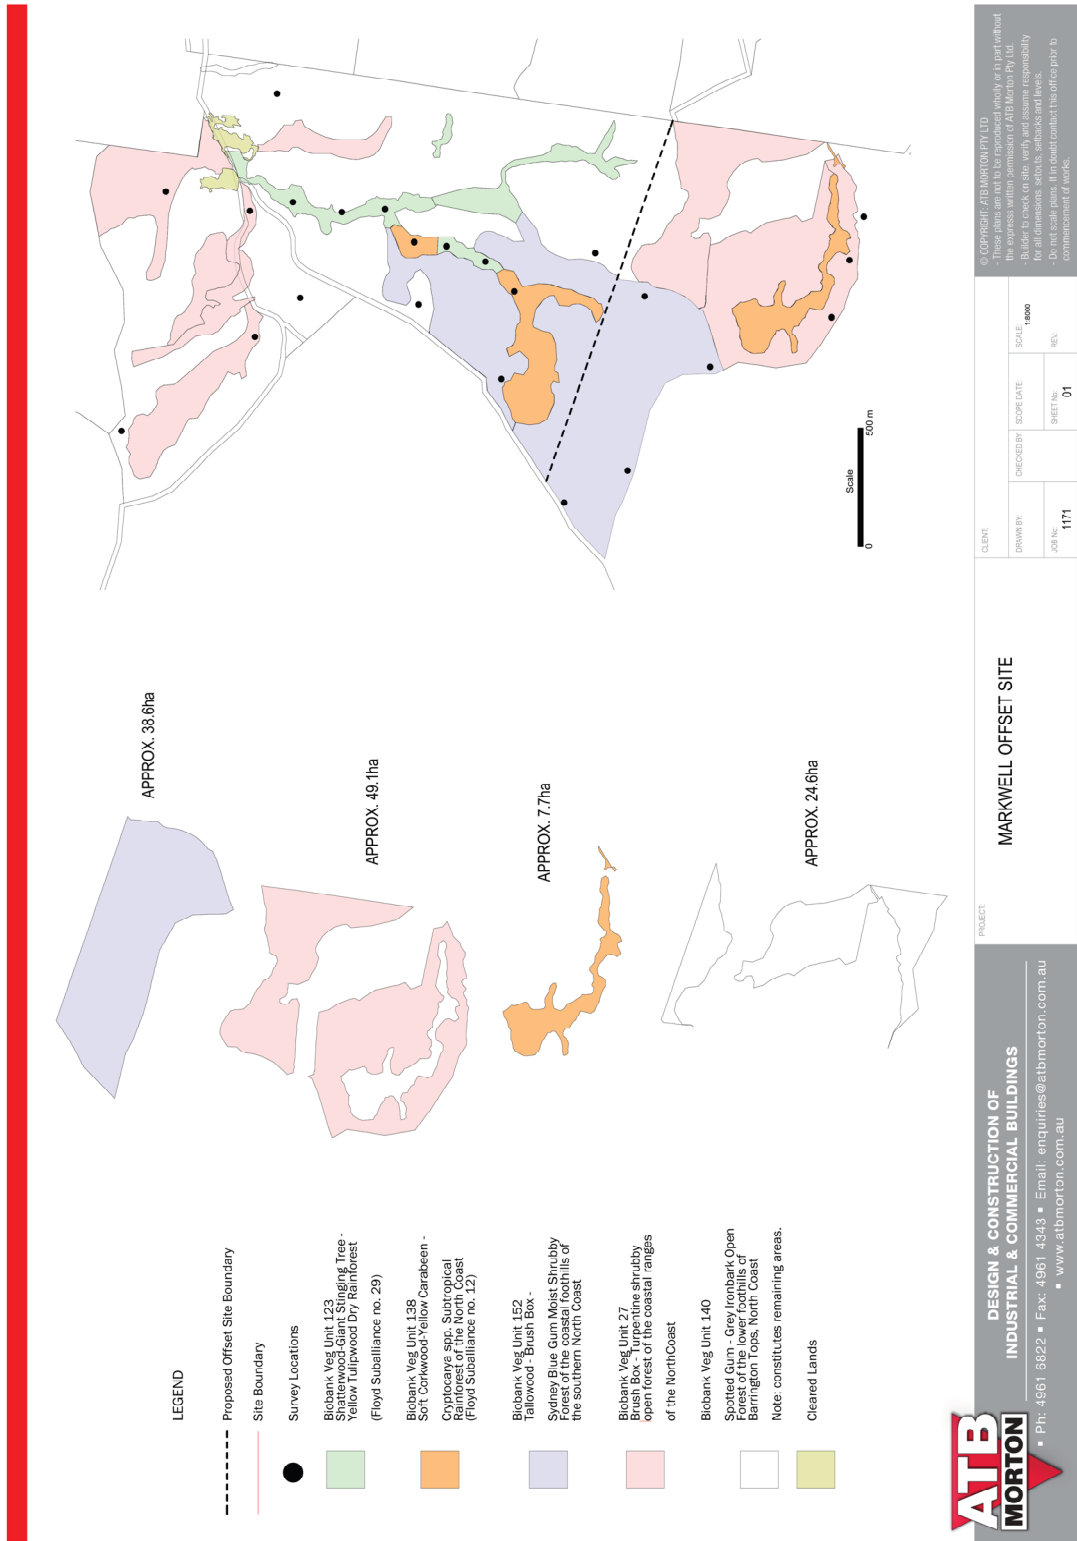 LEGEND
Proposed Offset Site Boundary
Site Boundary
Survey Locations
Biobank Veg Unit 123
Shatterwood-Giant Stinging Tree -
Yellow Tulipwood Dry Rainforest
(Floyd Suballiance no. 29)
Biobank Veg Unit 138
Soft Corkwood-Yellow Carabeen -
Cryptocarya spp. Subtropical
Rainforest of the North Coast
(Floyd Suballiance no. 12)
Biobank Veg Unit 152
Tallowood - Brush Box -
Sydney Blue Gum Moist Shrubby
Forest of the coastal foothills of
the southern North Coast
Biobank Veg Unit 27
Brush Box - Turpentine shrubby
open forest of the coastal ranges
of the NorthCoast
Biobank Veg Unit 140
Spotted Gum - Grey Ironbark Open
Forest of the lower foothills of
Barrington Tops, North Coast
Note: constitutes remaining areas.
Cleared Lands
APPROX. 38.6ha
APPROX. 49.1ha
APPROX. 7.7ha
APPROX. 24.6ha
Scale
0
500 m
ATB
MORTON
DESIGN & CONSTRUCTION OF
INDUSTRIAL & COMMERCIAL BUILDINGS
▪ Ph: 4961 6822 ▪ Fax: 4961 4343 ▪ Email: enquiries@atbmorton.com.au
▪ www.atbmorton.com.au
PROJECT:
MARKWELL OFFSET SITE
CLIENT:
DRAWN BY:
CHECKED BY
SCOPE DATE:
SCALE:
1:8000
JOB No:
1171
SHEET No:
01
REV:
© COPYRIGHT: ATB MORTON PTY LTD
- These plans are not to be reproduced wholly or in part without
the express written permission of ATB Morton Pty Ltd.
- Builder to check on site, verify and assume responsibility
for all dimensions setouts, setbacks and levels.
- Do not scale plans. If in doubt contact this office prior to
commencement of works.